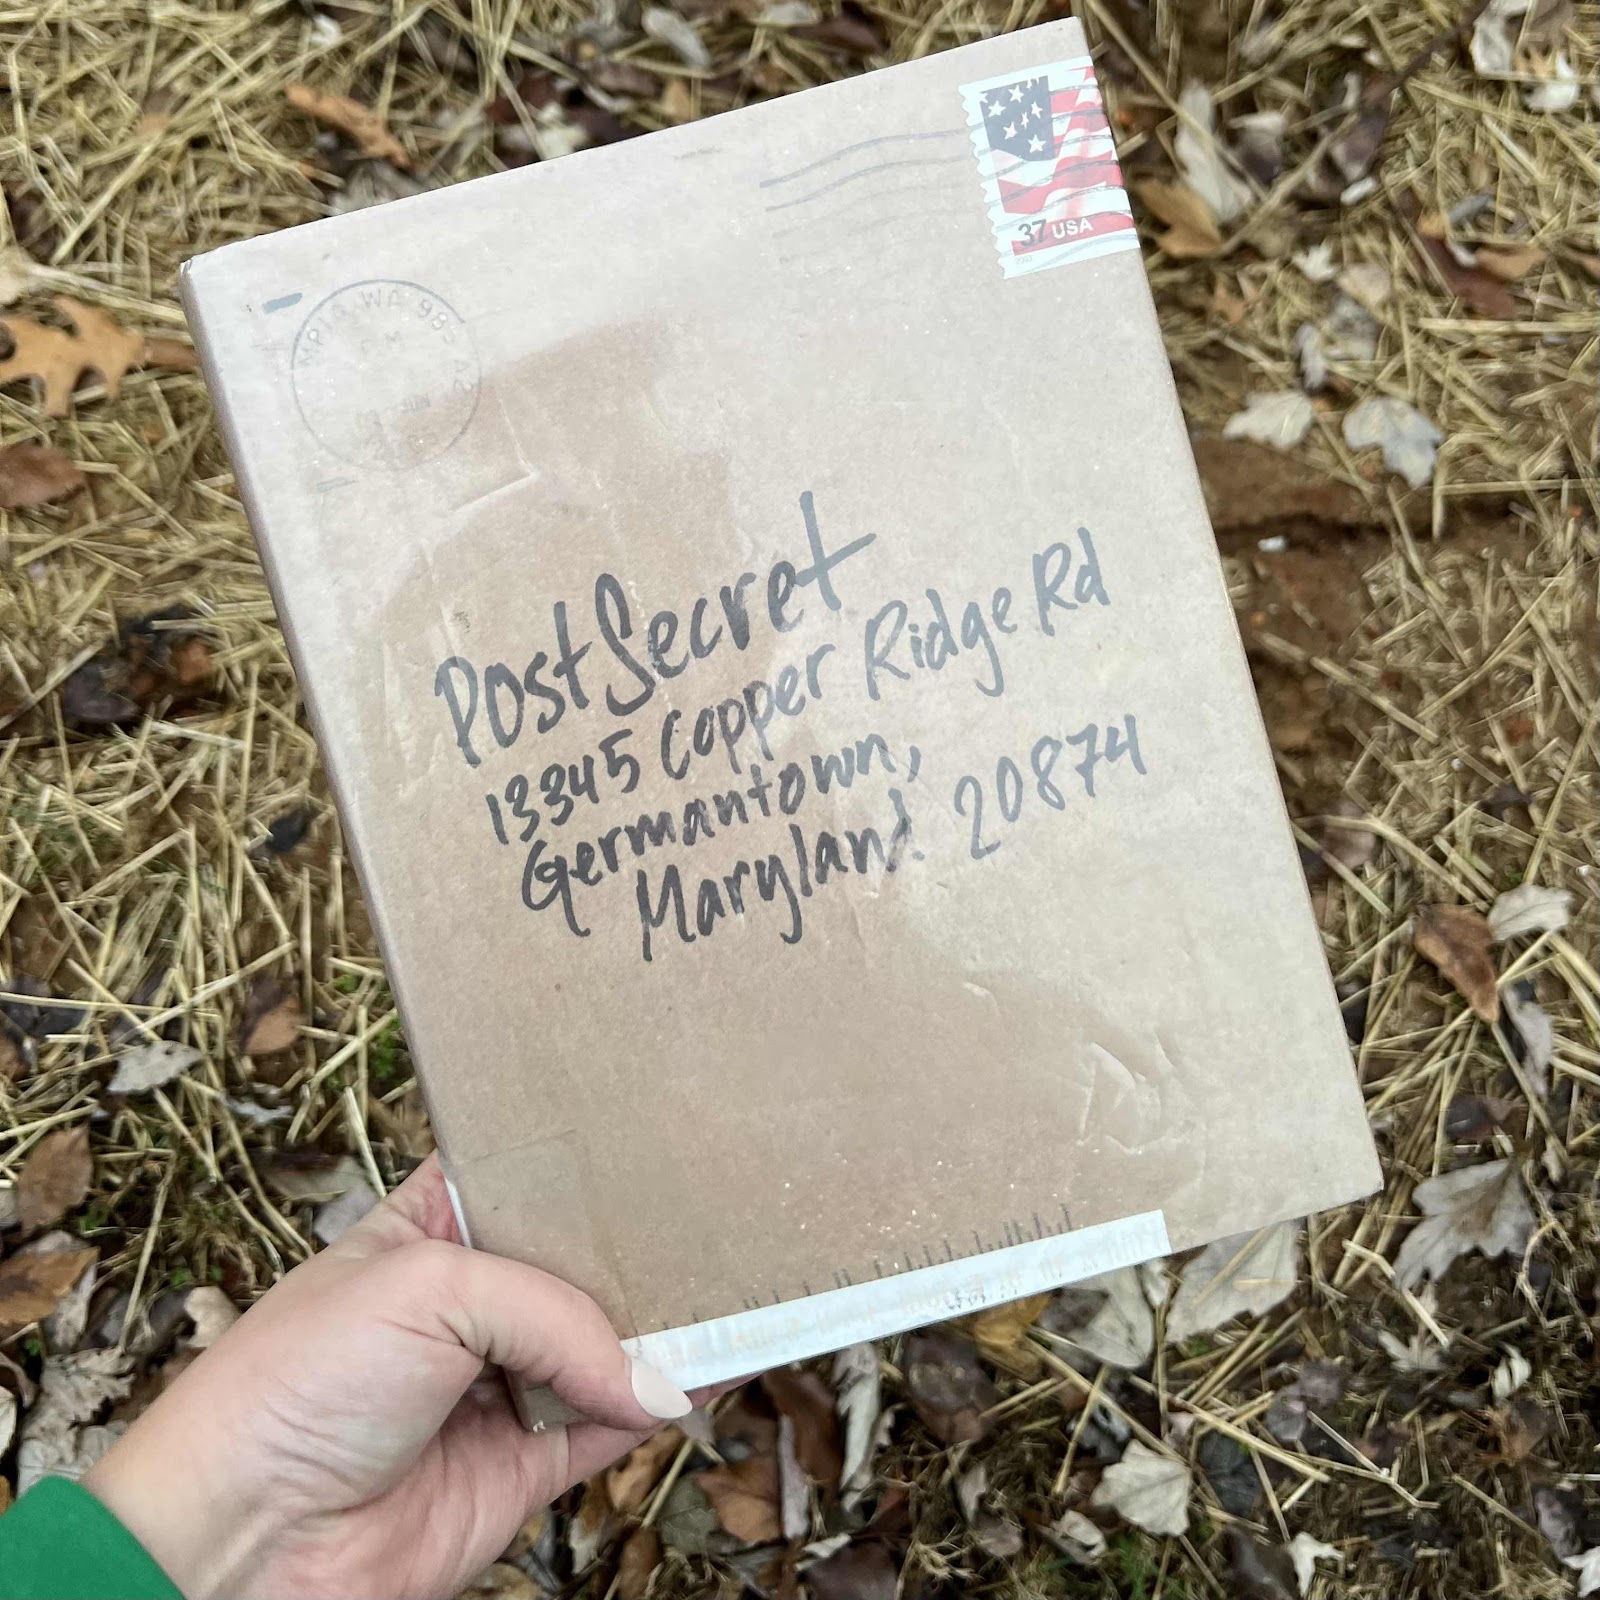 37 USA
PostSecret
13345 Copper Ridge Rd
Germantown,
Maryland 20874